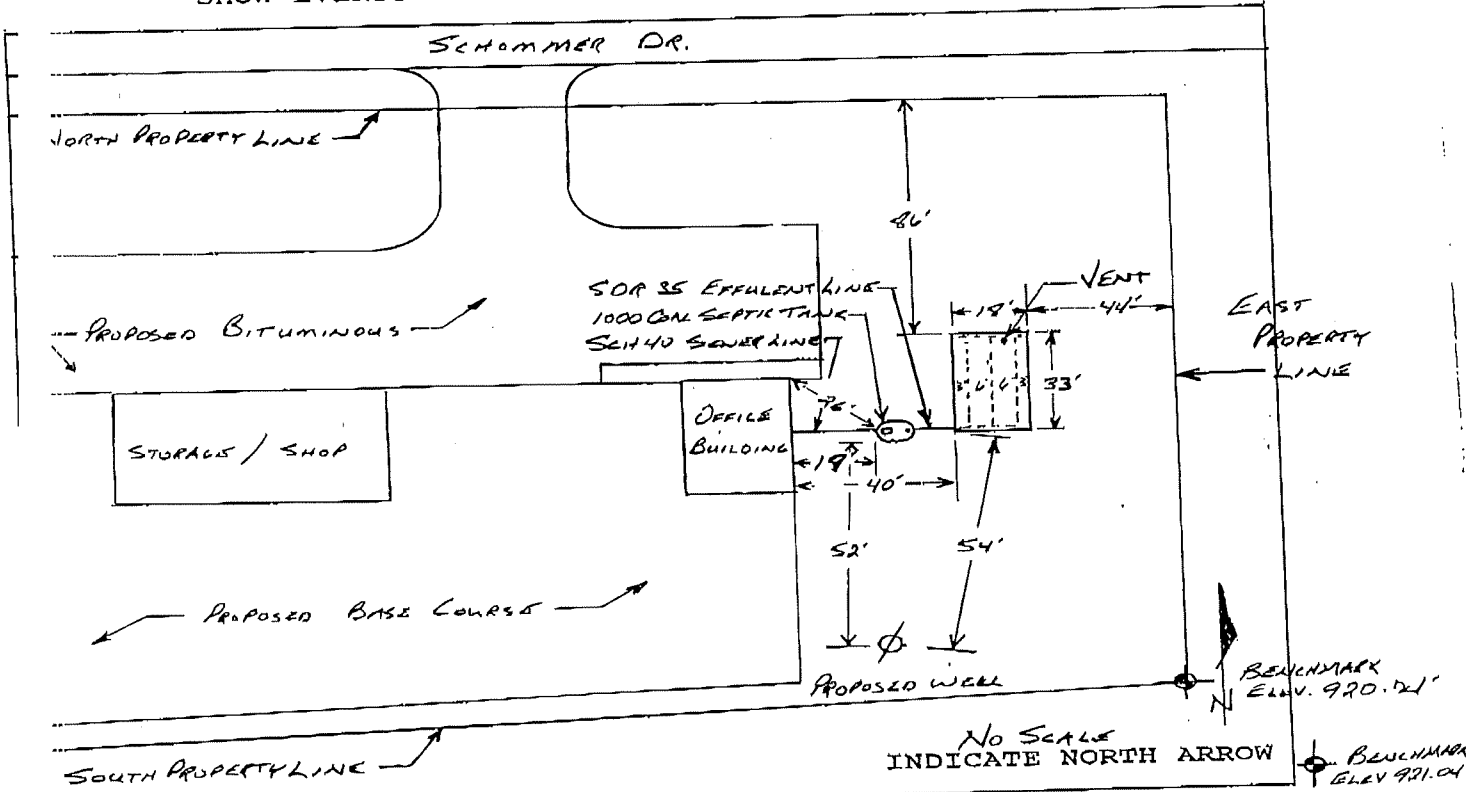 SCHOMMER DR.
NORTH PROPERTY LINE
86'
SDR 35 EFFULENT LINE
1000 GAL SEPTIC TANK
SCH 40 SEWER LINE
VENT
18'
44'
EAST
PROPERTY
LINE
PROPOSED BITUMINOUS
3' 6' 6' 3'
33'
OFFICE
BUILDING
STORAGE / SHOP
40'
52'
54'
PROPOSED BASE COURSE
PROPOSED WELL
BENCHMARK
ELEV. 920.
N
NO SCALE
INDICATE NORTH ARROW
SOUTH PROPERTY LINE
BENCHMARK
ELEV 921.04